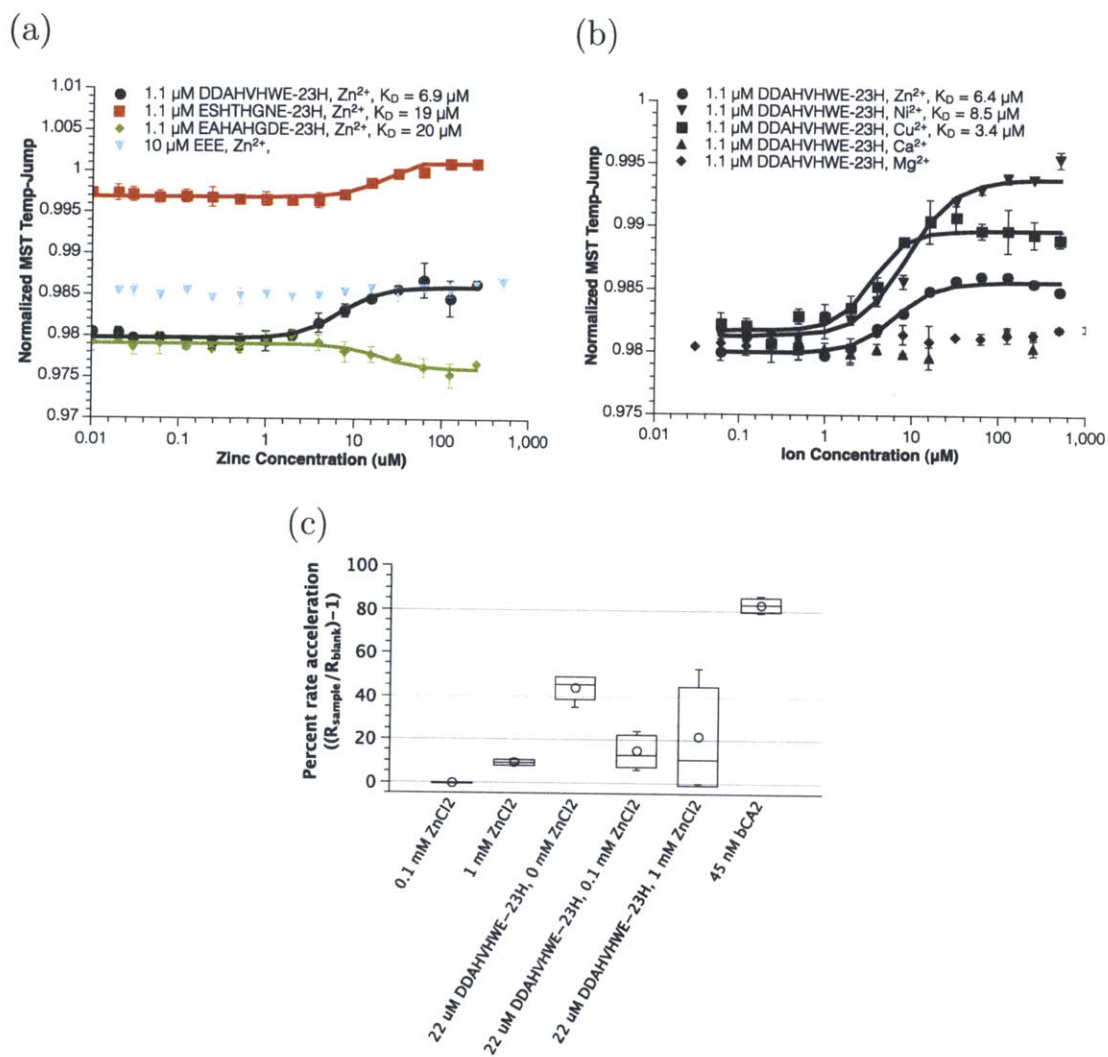 (a)
1.1 µM DDAHVHWE-23H, Zn²⁺, K_D = 6.9 µM
1.1 µM ESHTHGNE-23H, Zn²⁺, K_D = 19 µM
1.1 µM EAHAHGDE-23H, Zn²⁺, K_D = 20 µM
10 µM EEE, Zn²⁺,
Normalized MST Temp-Jump
1.01
1.005
1
0.995
0.99
0.985
0.98
0.975
0.97
0.01
0.1
1
10
100
1,000
Zinc Concentration (uM)
(b)
1.1 µM DDAHVHWE-23H, Zn²⁺, K_D = 6.4 µM
1.1 µM DDAHVHWE-23H, Ni²⁺, K_D = 8.5 µM
1.1 µM DDAHVHWE-23H, Cu²⁺, K_D = 3.4 µM
1.1 µM DDAHVHWE-23H, Ca²⁺
1.1 µM DDAHVHWE-23H, Mg²⁺
Normalized MST Temp-Jump
1
0.995
0.99
0.985
0.98
0.975
0.01
0.1
1
10
100
1,000
Ion Concentration (µM)
(c)
Percent rate acceleration
((R_sample/R_blank)-1)
100
80
60
40
20
0
0.1 mM ZnCl2
1 mM ZnCl2
22 uM DDAHVHWE-23H, 0 mM ZnCl2
22 uM DDAHVHWE-23H, 0.1 mM ZnCl2
22 uM DDAHVHWE-23H, 1 mM ZnCl2
45 nM bCA2